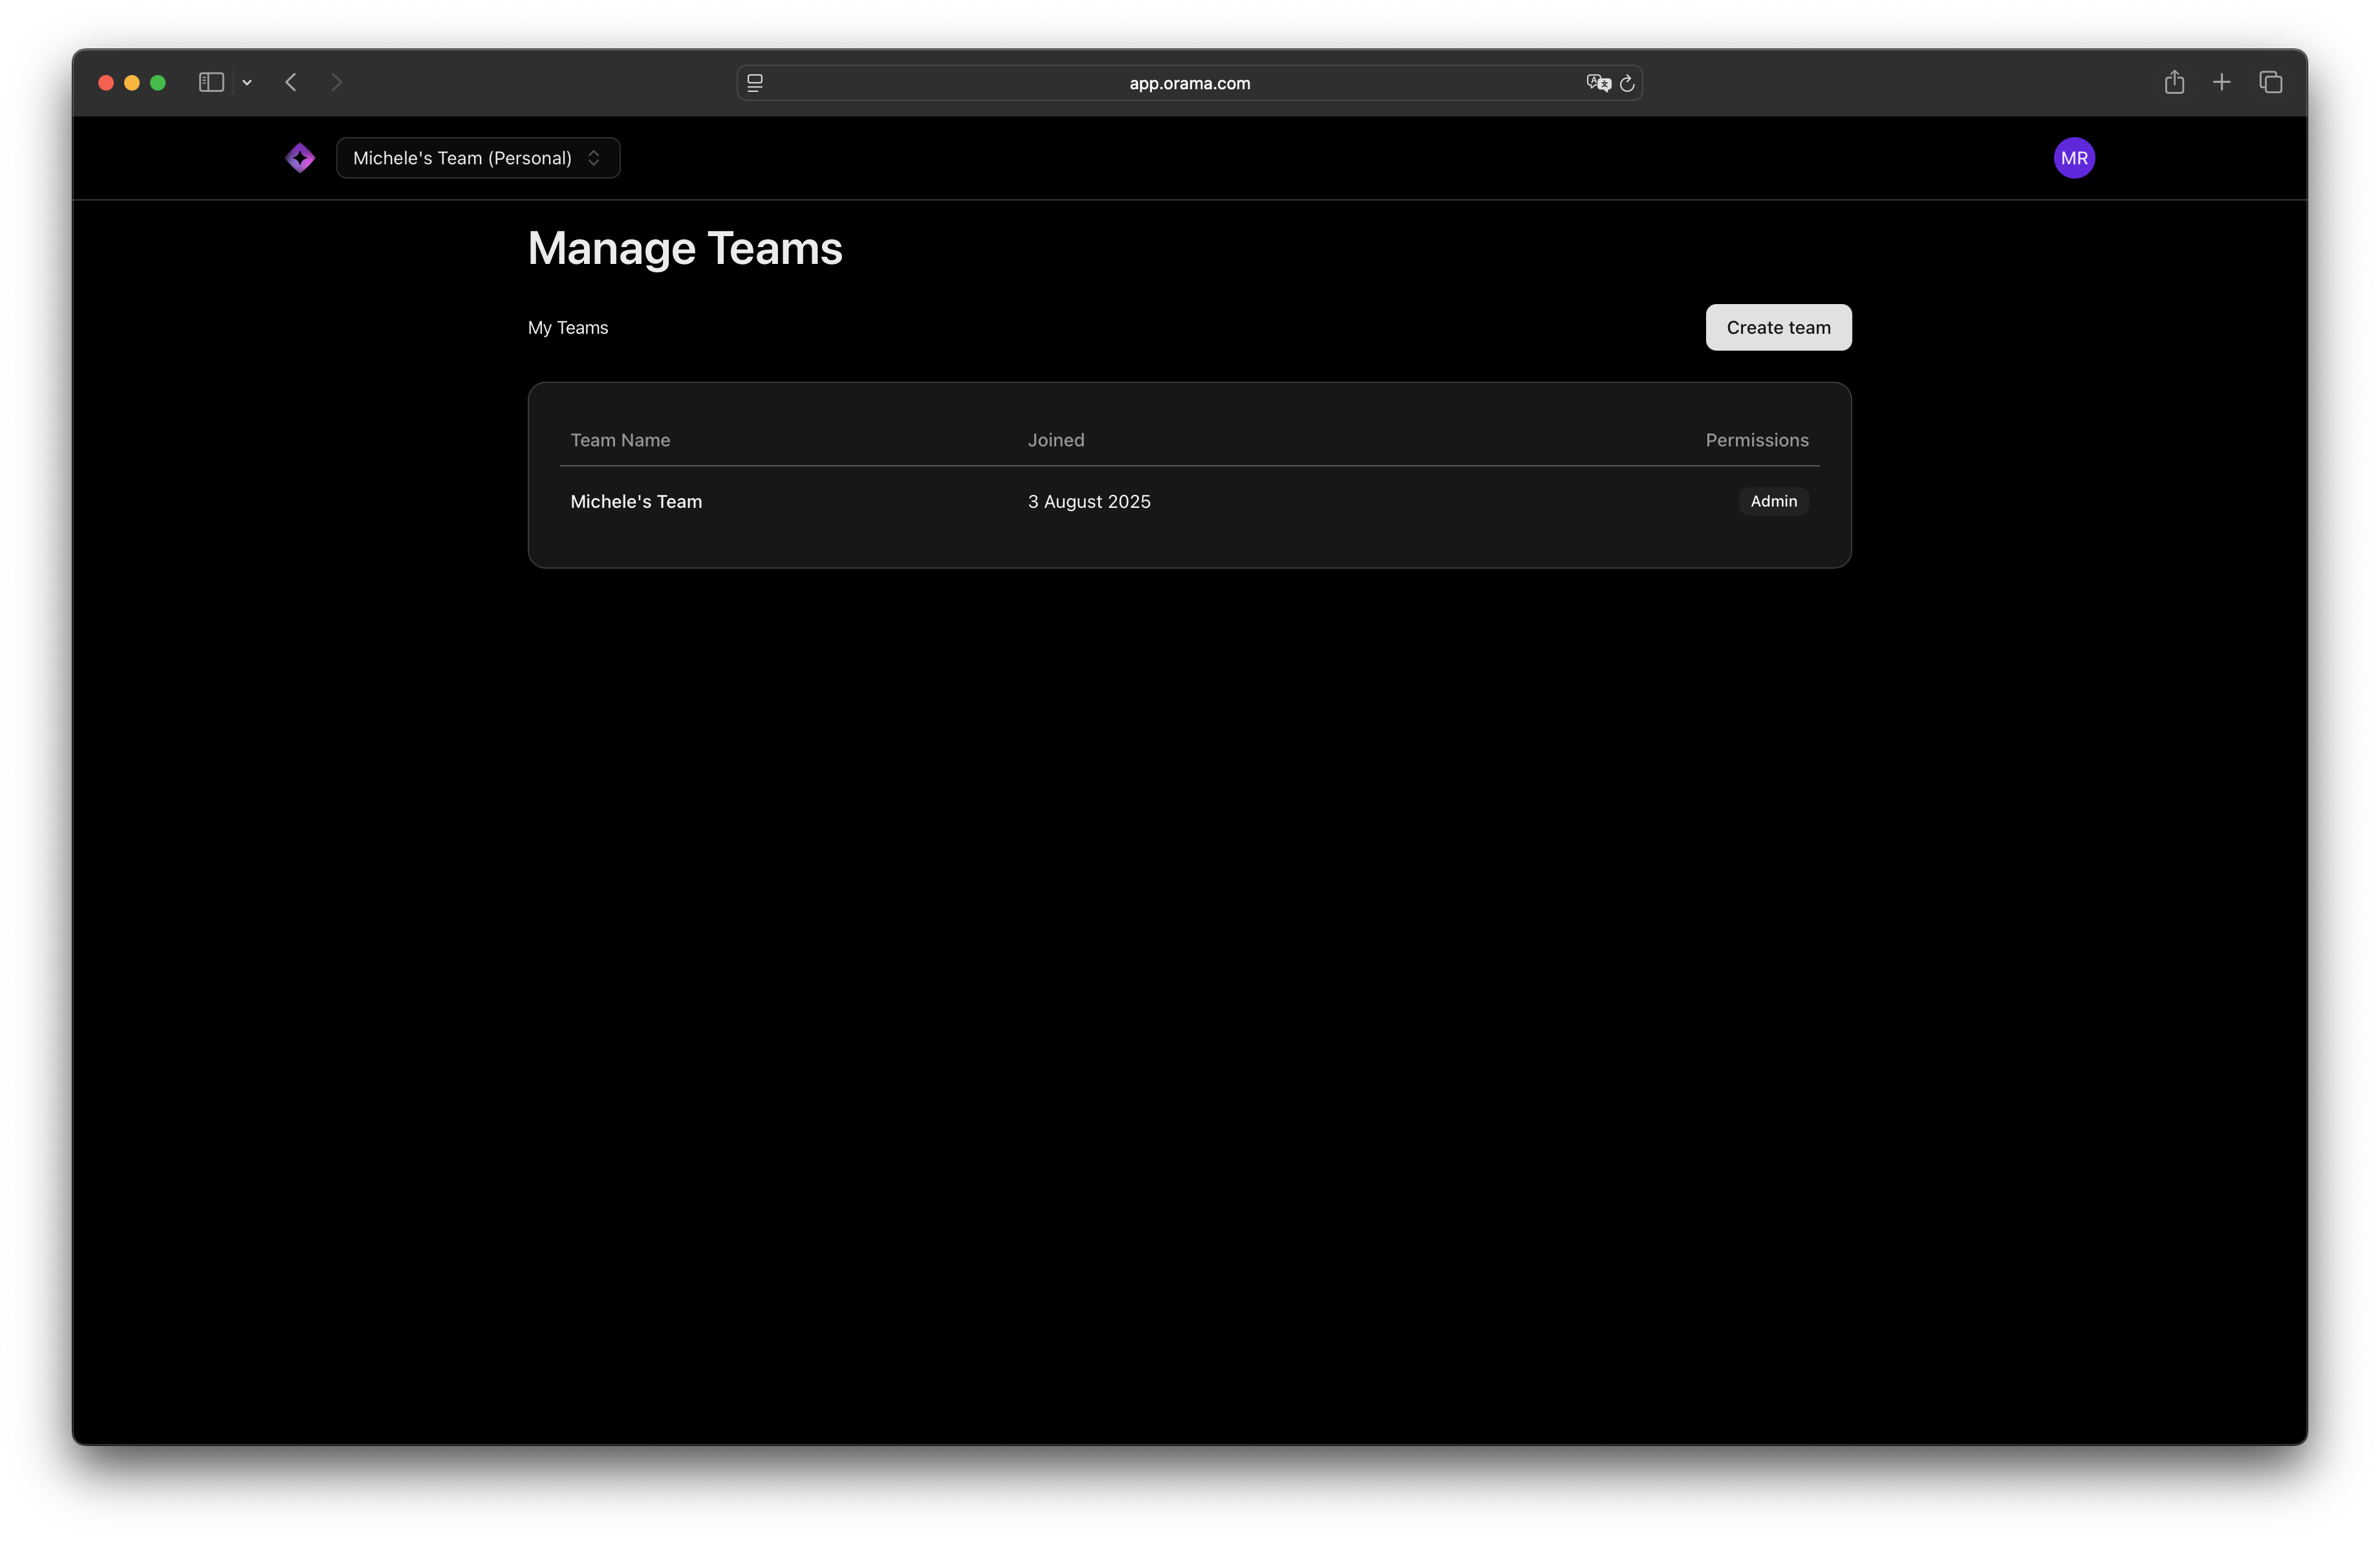 app.orama.com
Michele's Team (Personal)
MR
Manage Teams
My Teams
Create team
Team Name Joined Permissions
Michele's Team 3 August 2025 Admin